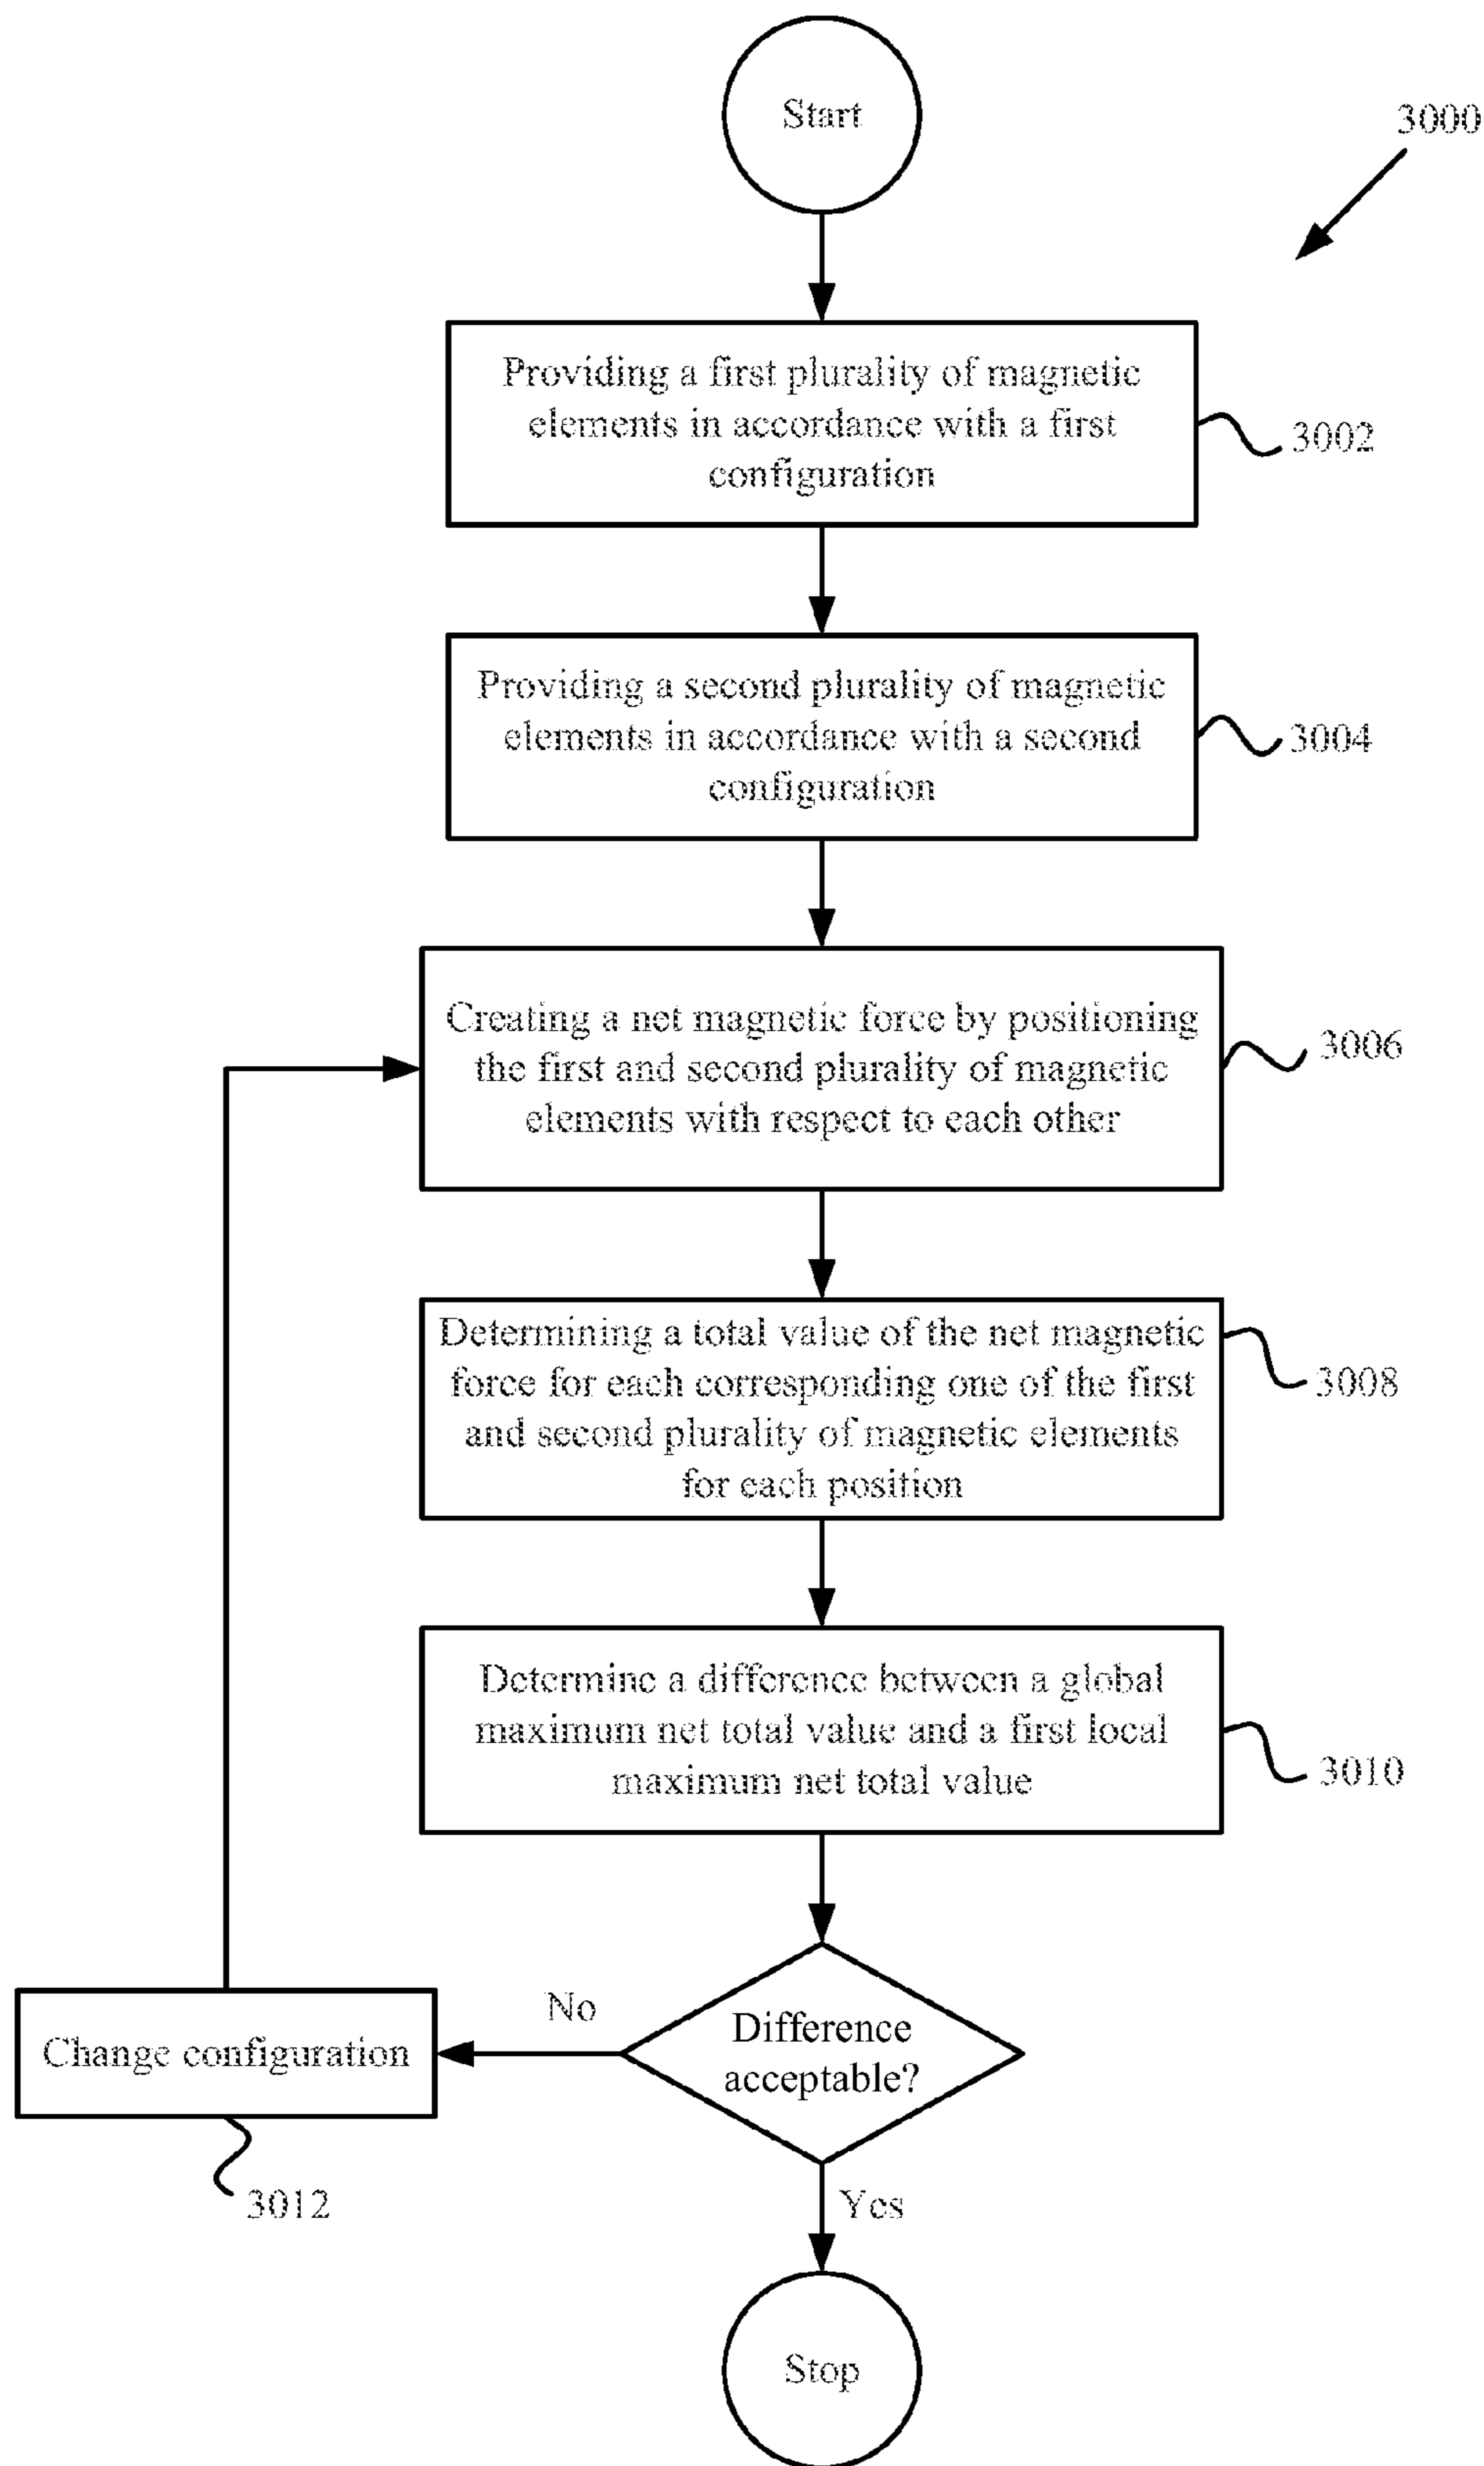 Start
3000
Providing a first plurality of magnetic
elements in accordance with a first
configuration
3002
Providing a second plurality of magnetic
elements in accordance with a second
configuration
3004
Creating a net magnetic force by positioning
the first and second plurality of magnetic
elements with respect to each other
3006
Determining a total value of the net magnetic
force for each corresponding one of the first
and second plurality of magnetic elements
for each position
3008
Determine a difference between a global
maximum net total value and a first local
maximum net total value
3010
Difference
acceptable?
No
Change configuration
3012
Yes
Stop